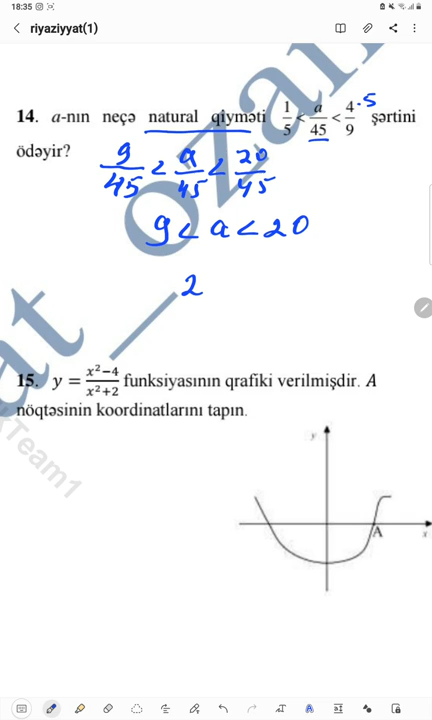 18:35
riyaziyyat(1)
14. a-nın neçə natural qiyməti 1/5 < a/45 < 4/9 ·5 şərtini
ödəyir?
9/45 < a/45 < 20/45
9 < a < 20
2
15. y = x²−4/x²+2 funksiyasının qrafiki verilmişdir. A
nöqtəsinin koordinatlarını tapın.
Team1
y
A
x